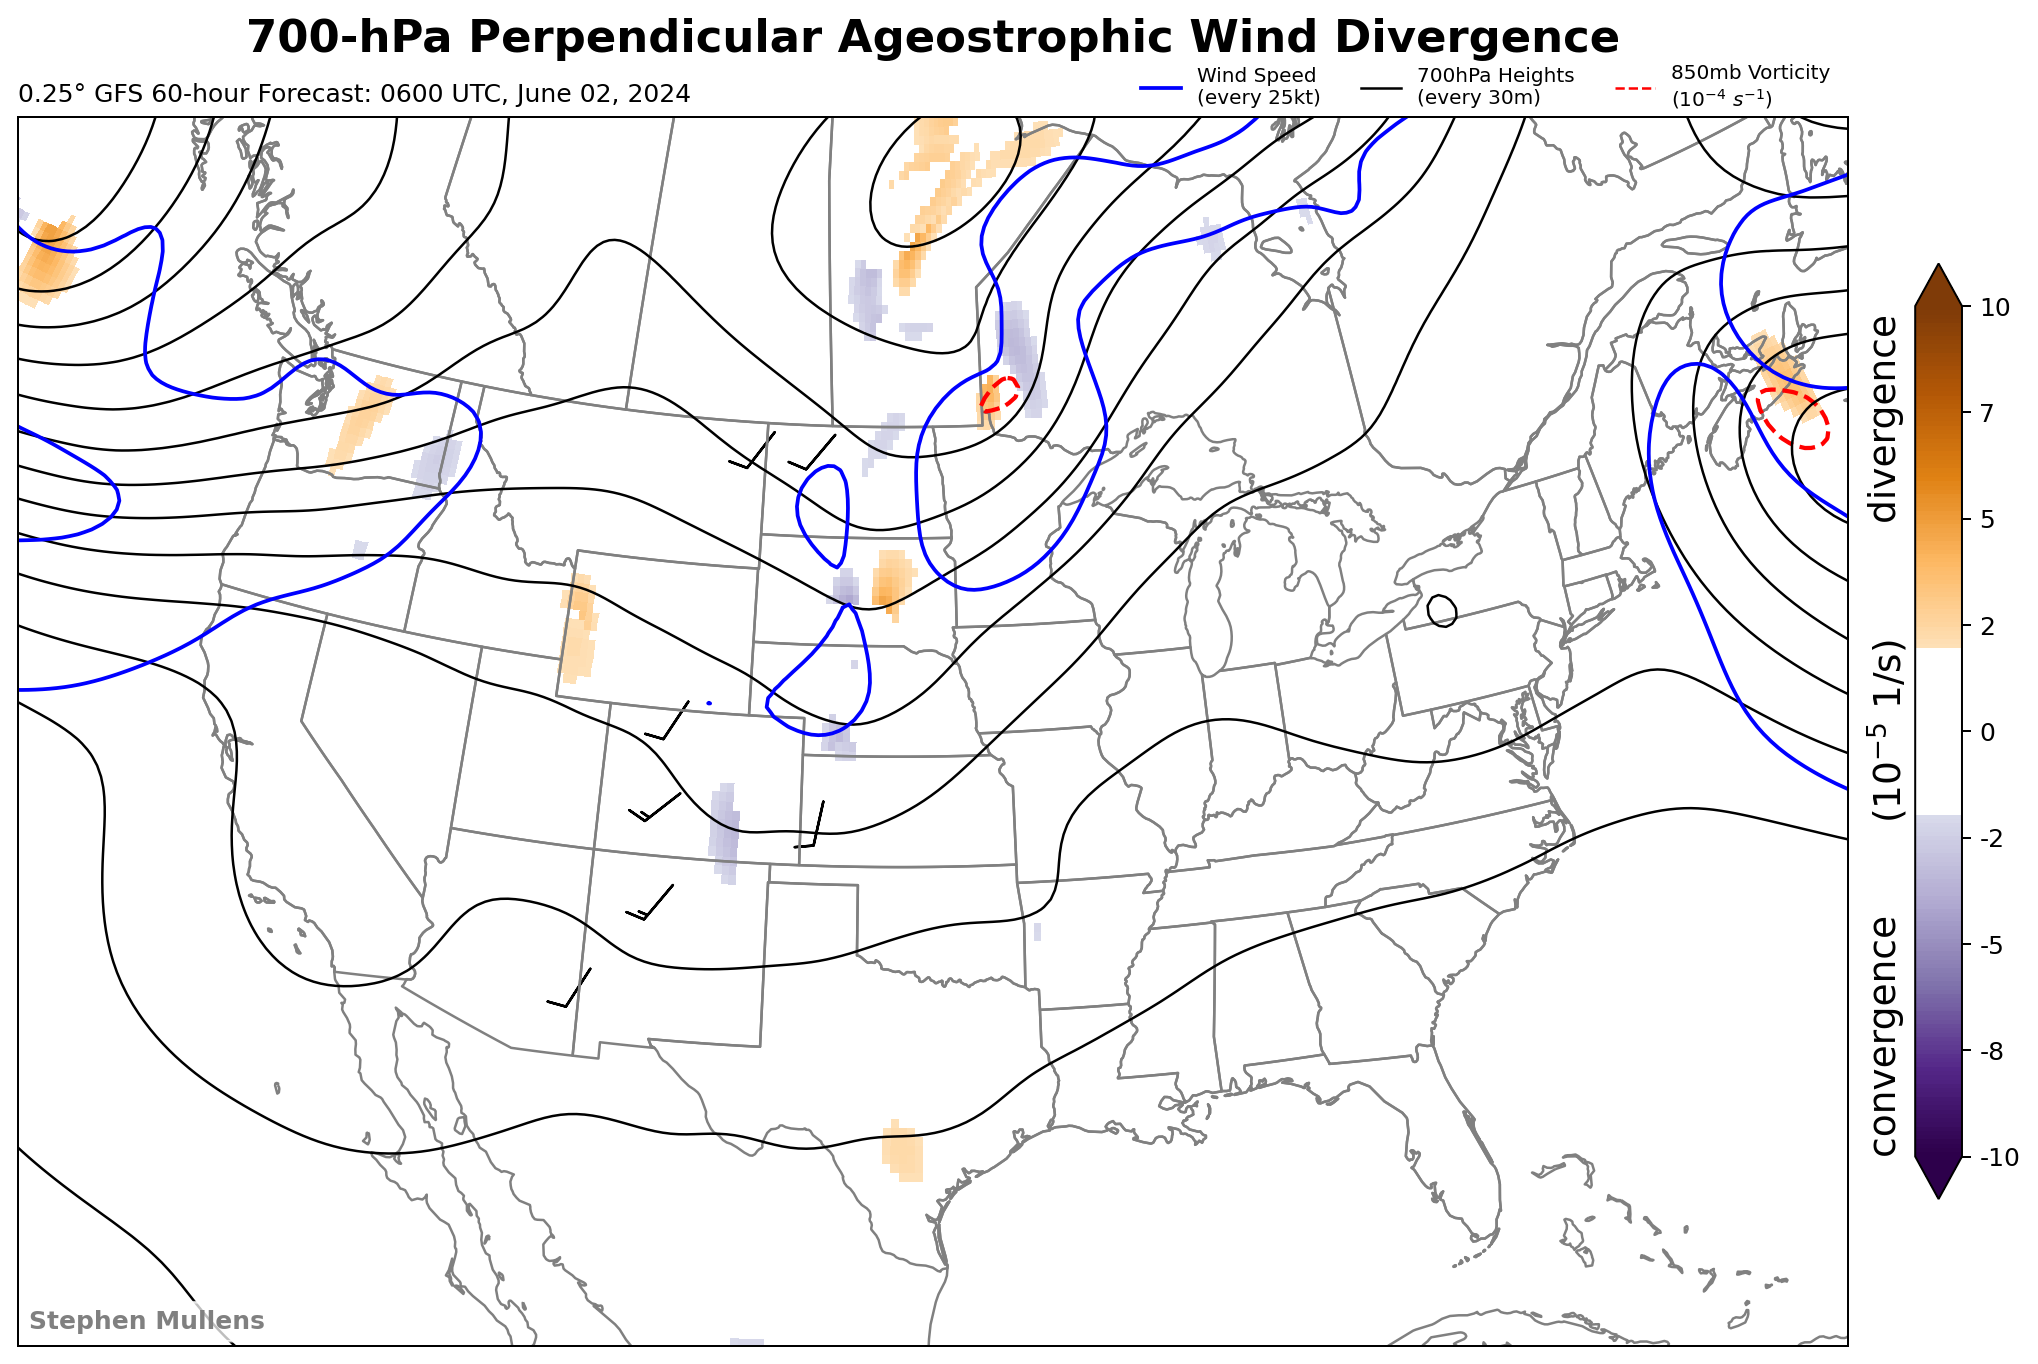 700-hPa Perpendicular Ageostrophic Wind Divergence
0.25° GFS 60-hour Forecast: 0600 UTC, June 02, 2024
Wind Speed
(every 25kt)
700hPa Heights
(every 30m)
850mb Vorticity
(10⁻⁴ s⁻¹)
10
7
5
2
0
-2
-5
-8
-10
convergence (10⁻⁵ 1/s) divergence
Stephen Mullens